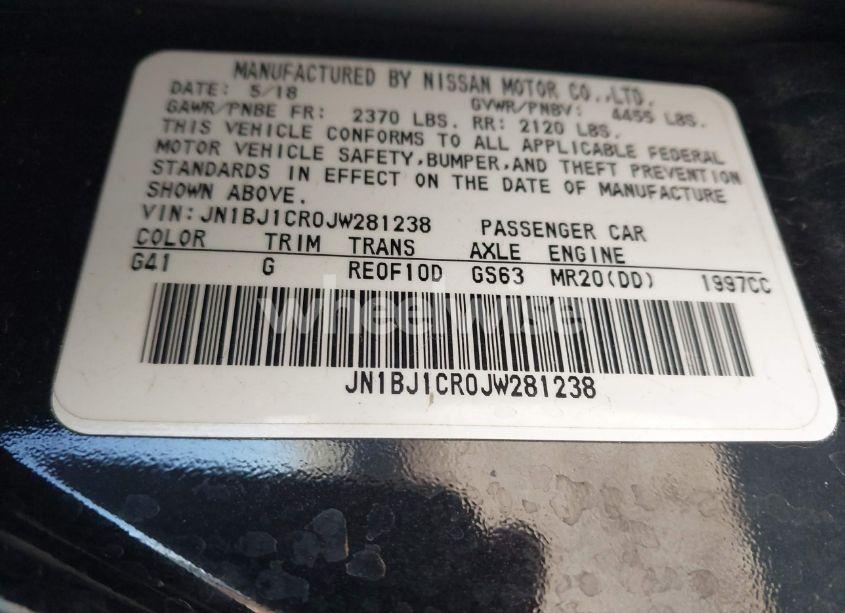 MANUFACTURED BY NISSAN MOTOR CO.,LTD.
DATE: 5/18 GVWR/PNBV: 4455 LBS.
GAWR/PNBE FR: 2370 LBS. RR: 2120 LBS.
THIS VEHICLE CONFORMS TO ALL APPLICABLE FEDERAL
MOTOR VEHICLE SAFETY,BUMPER,AND THEFT PREVENTION
STANDARDS IN EFFECT ON THE DATE OF MANUFACTURE
SHOWN ABOVE.
VIN:JN1BJ1CR0JW281238 PASSENGER CAR
COLOR TRIM TRANS AXLE ENGINE
G41 G RE0F10D GS63 MR20(DD) 1997CC
wheelwise
JN1BJ1CR0JW281238